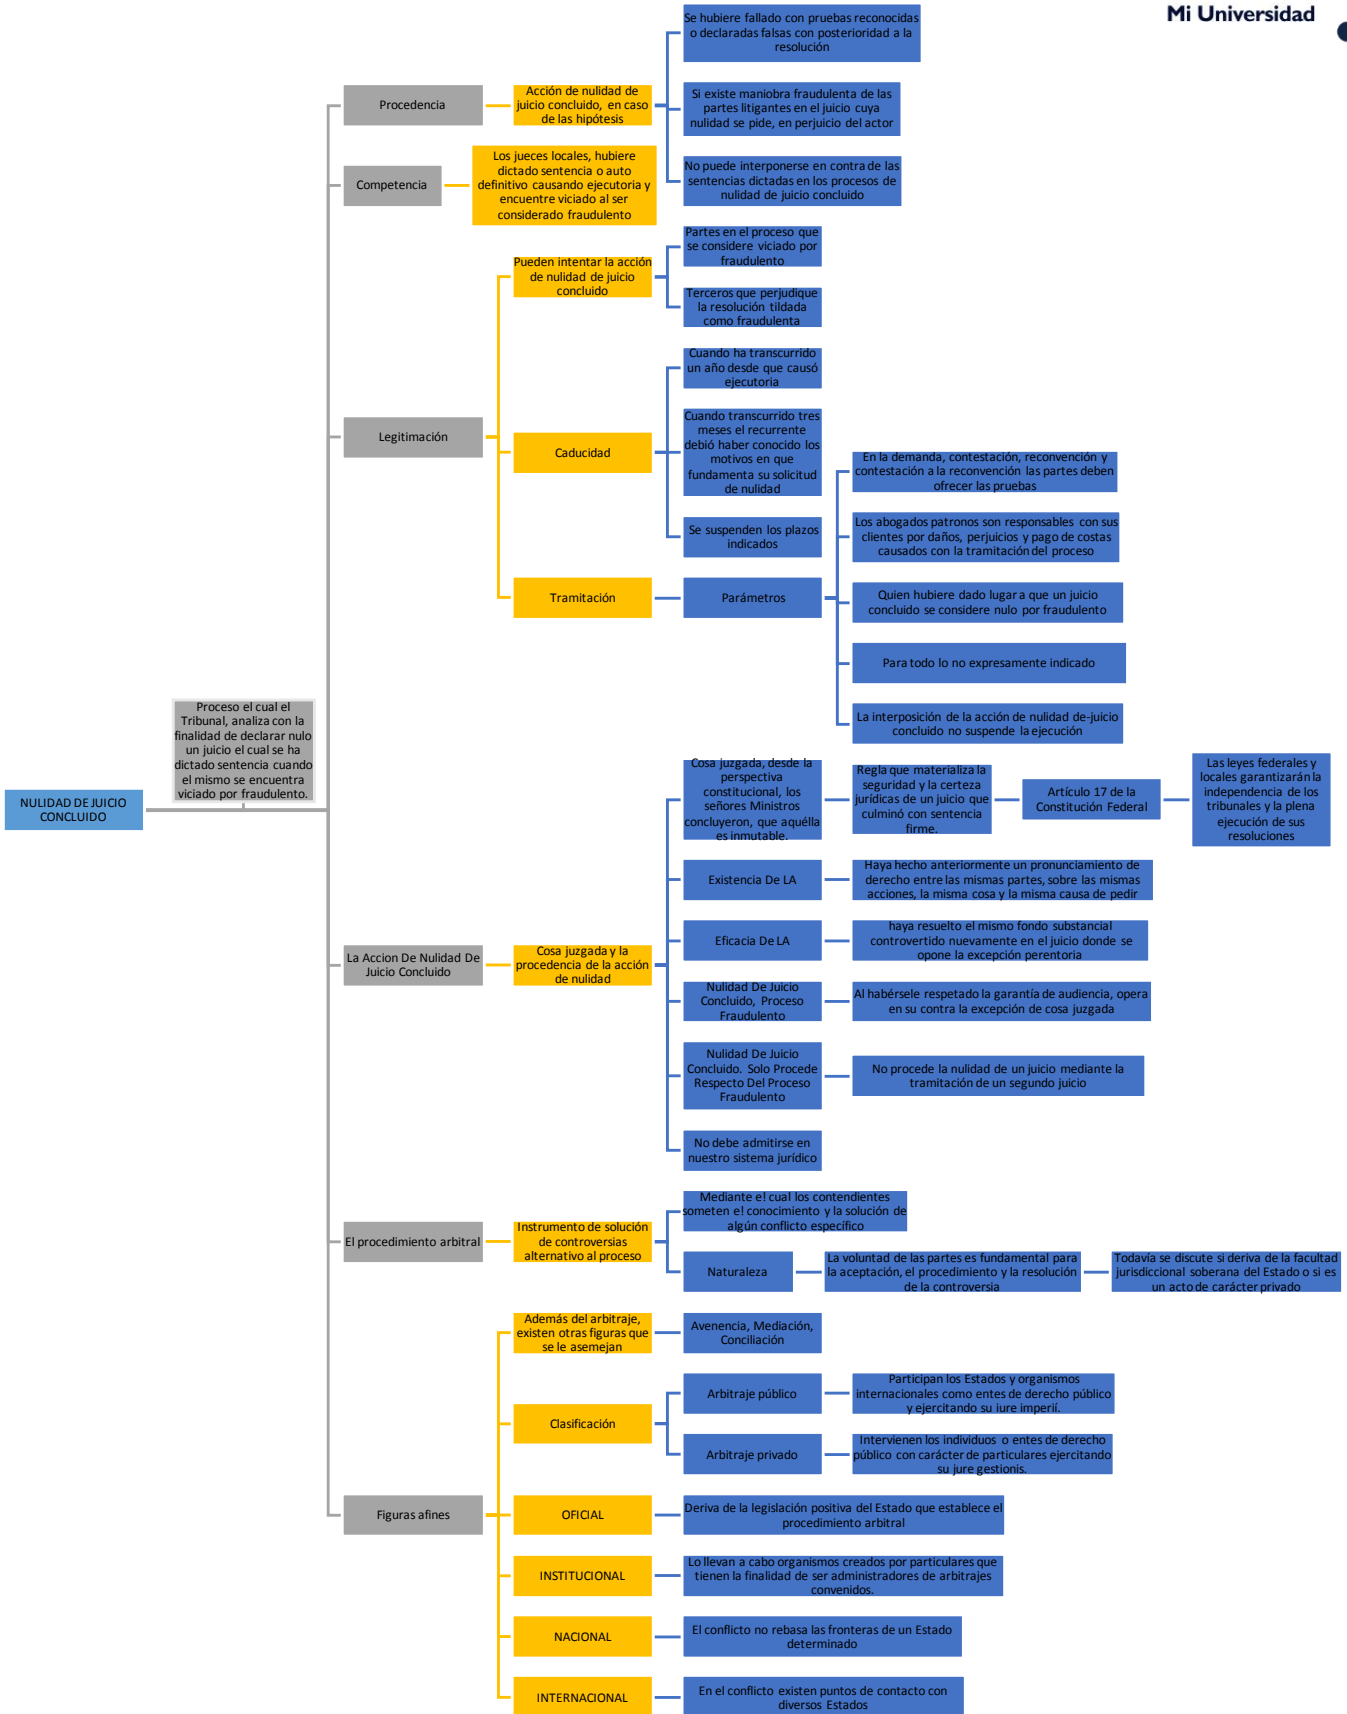 Mi Universidad
Se hubiere fallado con pruebas reconocidas
o declaradas falsas con posterioridad a la
resolución
Procedencia
Acción de nulidad de
juicio concluido, en caso
de las hipótesis
Si existe maniobra fraudulenta de las
partes litigantes en el juicio cuya
nulidad se pide, en perjuicio del actor
No puede interponerse en contra de las
sentencias dictadas en los procesos de
nulidad de juicio concluido
Competencia
Los jueces locales, hubiere
dictado sentencia o auto
definitivo causando ejecutoria y
encuentre viciado al ser
considerado fraudulento
Legitimación
Pueden intentar la acción
de nulidad de juicio
concluido
Partes en el proceso que
se considere viciado por
fraudulento
Terceros que perjudique
la resolución tildada
como fraudulenta
Caducidad
Cuando ha transcurrido
un año desde que causó
ejecutoria
Cuando transcurrido tres
meses el recurrente
debió haber conocido los
motivos en que
fundamenta su solicitud
de nulidad
Se suspenden los plazos
indicados
Tramitación
Parámetros
En la demanda, contestación, reconvención y
contestación a la reconvención las partes deben
ofrecer las pruebas
Los abogados patronos son responsables con sus
clientes por daños, perjuicios y pago de costas
causados con la tramitación del proceso
Quien hubiere dado lugar a que un juicio
concluido se considere nulo por fraudulento
Para todo lo no expresamente indicado
La interposición de la acción de nulidad de-juicio
concluido no suspende la ejecución
NULIDAD DE JUICIO
CONCLUIDO
Proceso el cual el
Tribunal, analiza con la
finalidad de declarar nulo
un juicio el cual se ha
dictado sentencia cuando
el mismo se encuentra
viciado por fraudulento.
La Accion De Nulidad De
Juicio Concluido
Cosa juzgada y la
procedencia de la acción
de nulidad
Cosa juzgada, desde la
perspectiva
constitucional, los
señores Ministros
concluyeron, que aquélla
es inmutable.
Regla que materializa la
seguridad y la certeza
jurídicas de un juicio que
culminó con sentencia
firme.
Artículo 17 de la
Constitución Federal
Las leyes federales y
locales garantizarán la
independencia de los
tribunales y la plena
ejecución de sus
resoluciones
Existencia De LA
Haya hecho anteriormente un pronunciamiento de
derecho entre las mismas partes, sobre las mismas
acciones, la misma cosa y la misma causa de pedir
Eficacia De LA
haya resuelto el mismo fondo substancial
controvertido nuevamente en el juicio donde se
opone la excepción perentoria
Nulidad De Juicio
Concluido, Proceso
Fraudulento
Al habérsele respetado la garantía de audiencia, opera
en su contra la excepción de cosa juzgada
Nulidad De Juicio
Concluido. Solo Procede
Respecto Del Proceso
Fraudulento
No procede la nulidad de un juicio mediante la
tramitación de un segundo juicio
No debe admitirse en
nuestro sistema jurídico
El procedimiento arbitral
Instrumento de solución
de controversias
alternativo al proceso
Mediante e! cual los contendientes
someten e! conocimiento y la solución de
algún conflicto específico
Naturaleza
La voluntad de las partes es fundamental para
la aceptación, el procedimiento y la resolución
de la controversia
Todavía se discute si deriva de la facultad
jurisdiccional soberana del Estado o si es
un acto de carácter privado
Figuras afines
Además del arbitraje,
existen otras figuras que
se le asemejan
Avenencia, Mediación,
Conciliación
Clasificación
Arbitraje público
Participan los Estados y organismos
internacionales como entes de derecho público
y ejercitando su iure imperií.
Arbitraje privado
Intervienen los individuos o entes de derecho
público con carácter de particulares ejercitando
su jure gestionis.
OFICIAL
Deriva de la legislación positiva del Estado que establece el
procedimiento arbitral
INSTITUCIONAL
Lo llevan a cabo organismos creados por particulares que
tienen la finalidad de ser administradores de arbitrajes
convenidos.
NACIONAL
El conflicto no rebasa las fronteras de un Estado
determinado
INTERNACIONAL
En el conflicto existen puntos de contacto con
diversos Estados